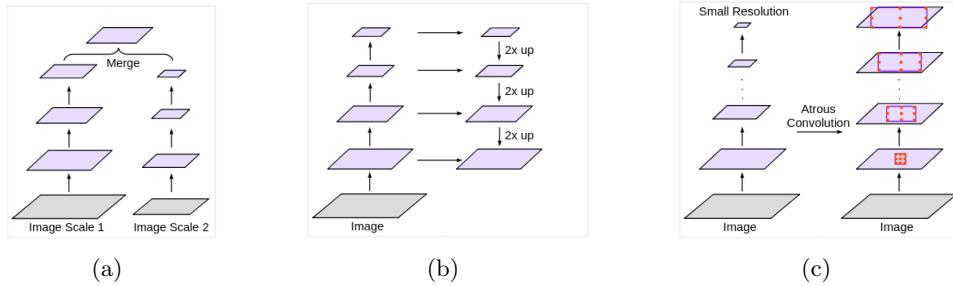 Merge
Image Scale 1
Image Scale 2
(a)
2x up
2x up
2x up
Image
(b)
Small Resolution
Atrous
Convolution
Image
Image
(c)